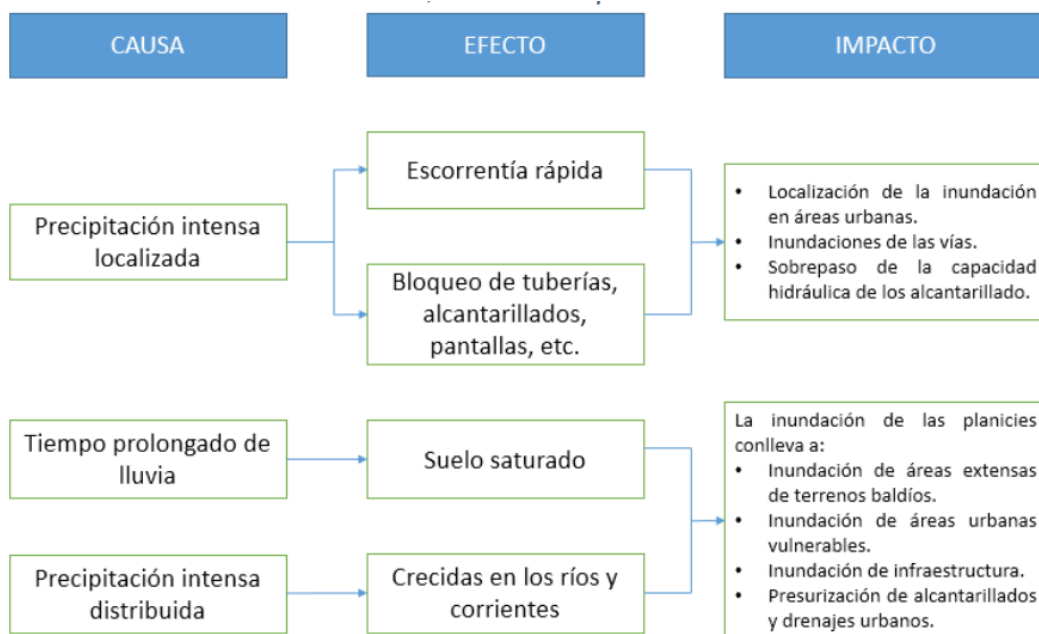 CAUSA
EFECTO
IMPACTO
Precipitación intensa
localizada
Escorrentía rápida
Bloqueo de tuberías,
alcantarillados,
pantallas, etc.
• Localización de la inundación
en áreas urbanas.
• Inundaciones de las vías.
• Sobrepaso de la capacidad
hidráulica de los alcantarillado.
Tiempo prolongado de
lluvia
Suelo saturado
Precipitación intensa
distribuida
Crecidas en los ríos y
corrientes
La inundación de las planicies
conlleva a:
• Inundación de áreas extensas
de terrenos baldíos.
• Inundación de áreas urbanas
vulnerables.
• Inundación de infraestructura.
• Presurización de alcantarillados
y drenajes urbanos.